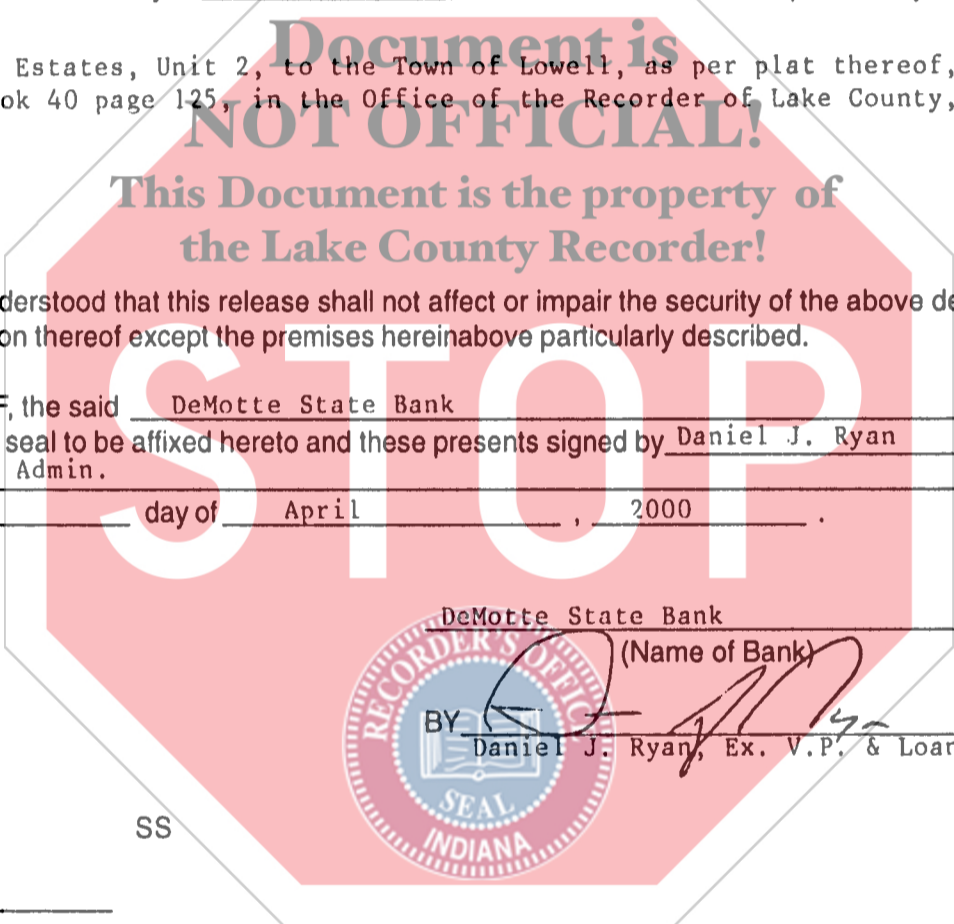 Document is
Estates, Unit 2, to the Town of Lowell, as per plat thereof,
ok 40 page 125, in the Office of the Recorder of Lake County,
NOT OFFICIAL!
This Document is the property of
the Lake County Recorder!
derstood that this release shall not affect or impair the security of the above de
on thereof except the premises hereinabove particularly described.
STOP
, the said DeMotte State Bank
seal to be affixed hereto and these presents signed by Daniel J. Ryan
Admin.
day of April , 2000 .
DeMotte State Bank
(Name of Bank)
RECORDER'S OFFICE
BY
Daniel J. Ryan, Ex. V.P. & Loan
SEAL
INDIANA
SS